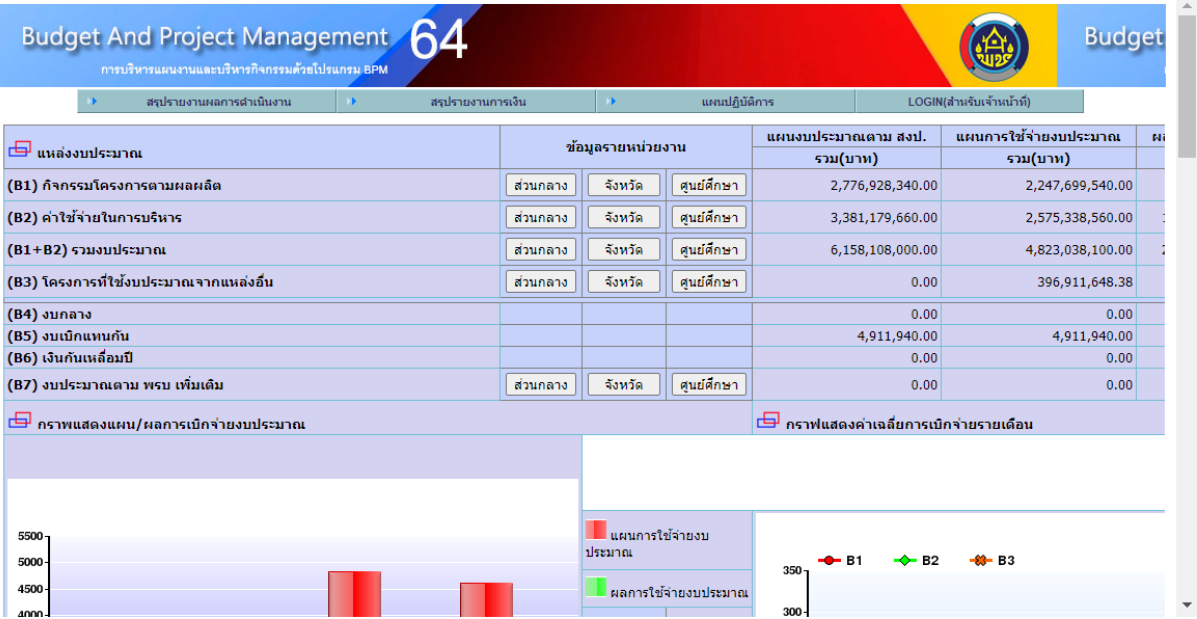 Budget And Project Management 64
การบริหารแผนงานและบริหารกิจกรรมด้วยโปรแกรม BPM
พช
Budget
สรุปรายงานผลการดำเนินงาน สรุปรายงานการเงิน แผนปฏิบัติการ LOGIN(สำหรับเจ้าหน้าที่)
แหล่งงบประมาณ ข้อมูลรายหน่วยงาน แผนงบประมาณตาม สงป. แผนการใช้จ่ายงบประมาณ
รวม(บาท) รวม(บาท)
(B1) กิจกรรมโครงการตามผลผลิต ส่วนกลาง จังหวัด ศูนย์ศึกษา 2,776,928,340.00 2,247,699,540.00
(B2) ค่าใช้จ่ายในการบริหาร ส่วนกลาง จังหวัด ศูนย์ศึกษา 3,381,179,660.00 2,575,338,560.00
(B1+B2) รวมงบประมาณ ส่วนกลาง จังหวัด ศูนย์ศึกษา 6,158,108,000.00 4,823,038,100.00
(B3) โครงการที่ใช้งบประมาณจากแหล่งอื่น ส่วนกลาง จังหวัด ศูนย์ศึกษา 0.00 396,911,648.38
(B4) งบกลาง 0.00 0.00
(B5) งบเบิกแทนกัน 4,911,940.00 4,911,940.00
(B6) เงินกันเหลื่อมปี 0.00 0.00
(B7) งบประมาณตาม พรบ เพิ่มเติม ส่วนกลาง จังหวัด ศูนย์ศึกษา 0.00 0.00
กราฟแสดงแผน/ผลการเบิกจ่ายงบประมาณ กราฟแสดงค่าเฉลี่ยการเบิกจ่ายรายเดือน
5500
5000
4500
4000
แผนการใช้จ่ายงบ
ประมาณ
ผลการใช้จ่ายงบประมาณ
B1 B2 B3
350
300